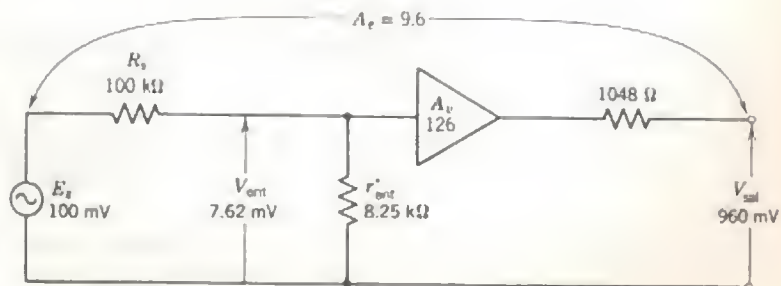 A_e = 9.6
R_s
100 kΩ
A_v
126
1048 Ω
E_s
100 mV
V_ent
7.62 mV
r'_ent
8.25 kΩ
V_sal
960 mV